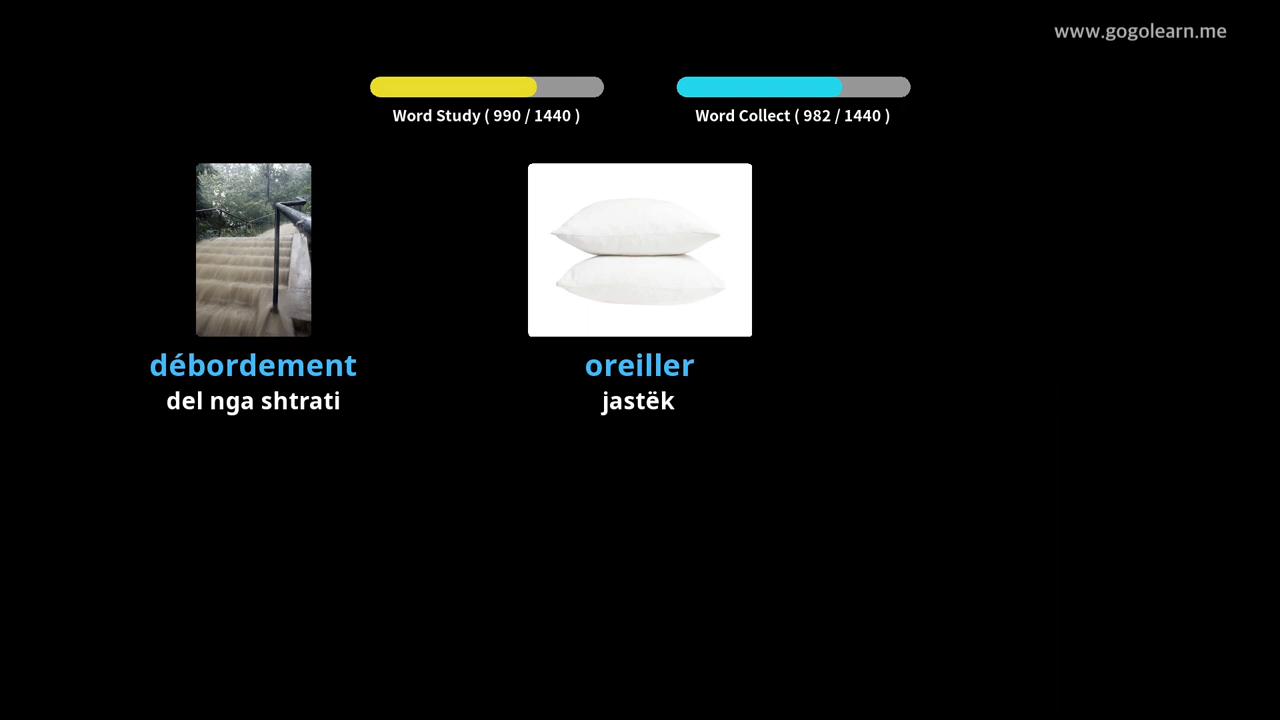 www.gogolearn.me
Word Study ( 990 / 1440 )
Word Collect ( 982 / 1440 )
débordement
del nga shtrati
oreiller
jastëk